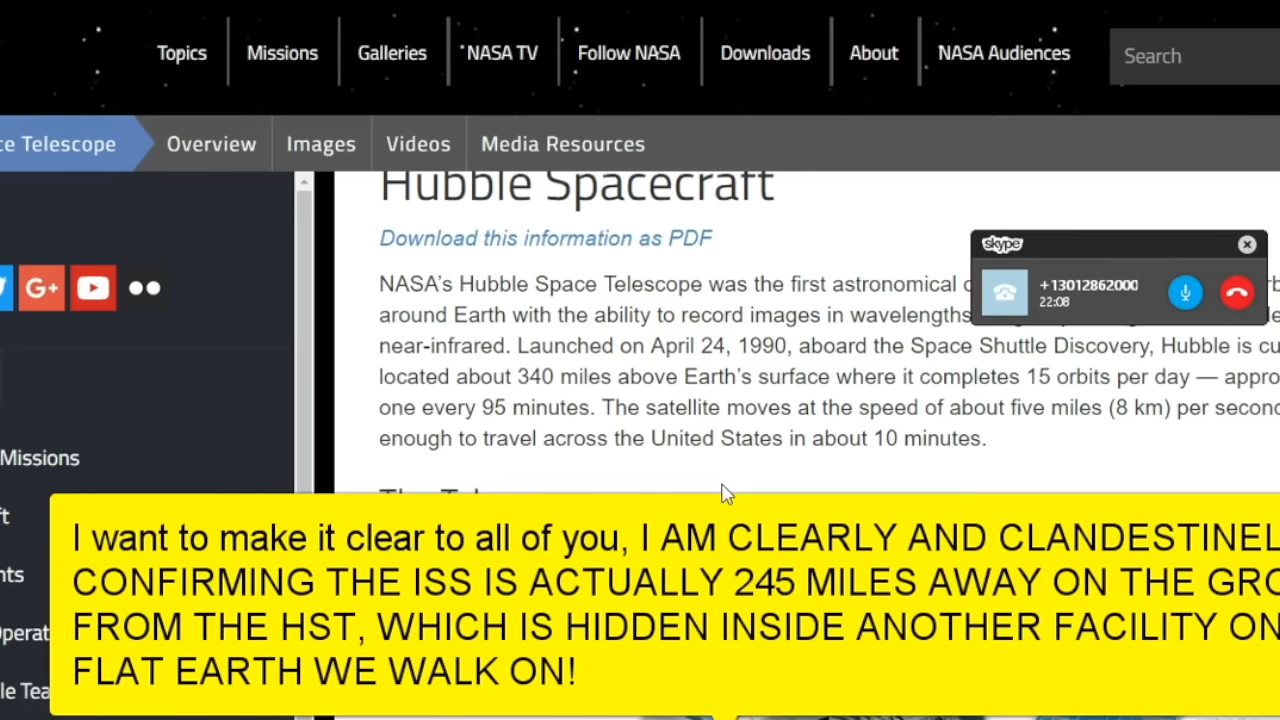 Topics Missions Galleries NASA TV Follow NASA Downloads About NASA Audiences Search
Telescope Overview Images Videos Media Resources
Hubble Spacecraft
Download this information as PDF
skype
NASA's Hubble Space Telescope was the first astronomical
+13012862000
22:08
around Earth with the ability to record images in wavelengths
near-infrared. Launched on April 24, 1990, aboard the Space Shuttle Discovery, Hubble is
located about 340 miles above Earth's surface where it completes 15 orbits per day —
one every 95 minutes. The satellite moves at the speed of about five miles (8 km) per
enough to travel across the United States in about 10 minutes.
G+
Missions
I want to make it clear to all of you, I AM CLEARLY AND
CONFIRMING THE ISS IS ACTUALLY 245 MILES AWAY ON THE
FROM THE HST, WHICH IS HIDDEN INSIDE ANOTHER FACILITY ON
FLAT EARTH WE WALK ON!